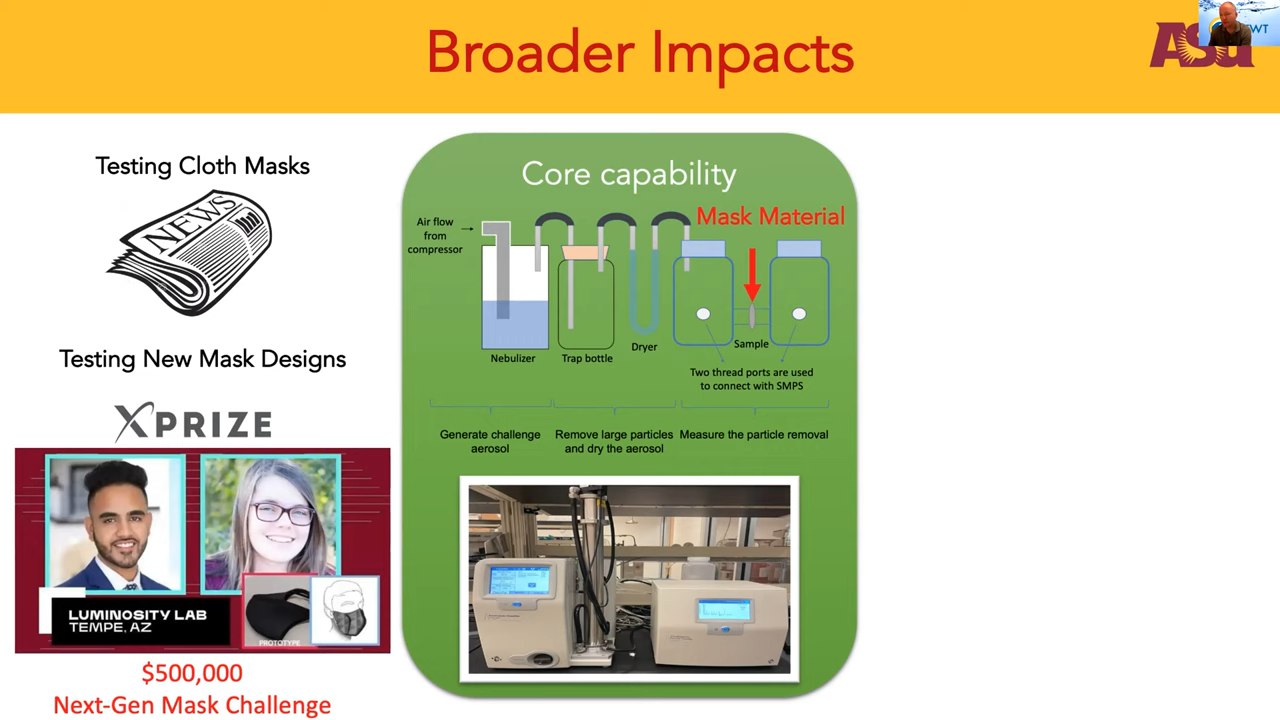 Broader Impacts
ASU
WT
Testing Cloth Masks
NEWS
Testing New Mask Designs
XPRIZE
LUMINOSITY LAB
TEMPE, AZ
PROTOTYPE
$500,000
Next-Gen Mask Challenge
Core capability
Mask Material
Air flow
from
compressor
Nebulizer
Trap bottle
Dryer
Sample
Two thread ports are used
to connect with SMPS
Generate challenge
aerosol
Remove large particles
and dry the aerosol
Measure the particle removal